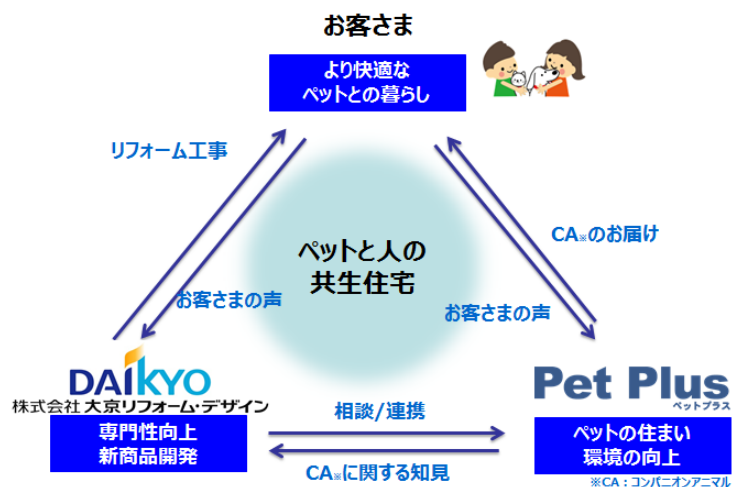 お客さま
より快適な
ペットとの暮らし
リフォーム工事
CA※のお届け
ペットと人の
共生住宅
お客さまの声
お客さまの声
DAIKYO
株式会社 大京リフォーム・デザイン
専門性向上
新商品開発
相談/連携
CA※に関する知見
Pet Plus
ペットプラス
ペットの住まい
環境の向上
※CA：コンパニオンアニマル